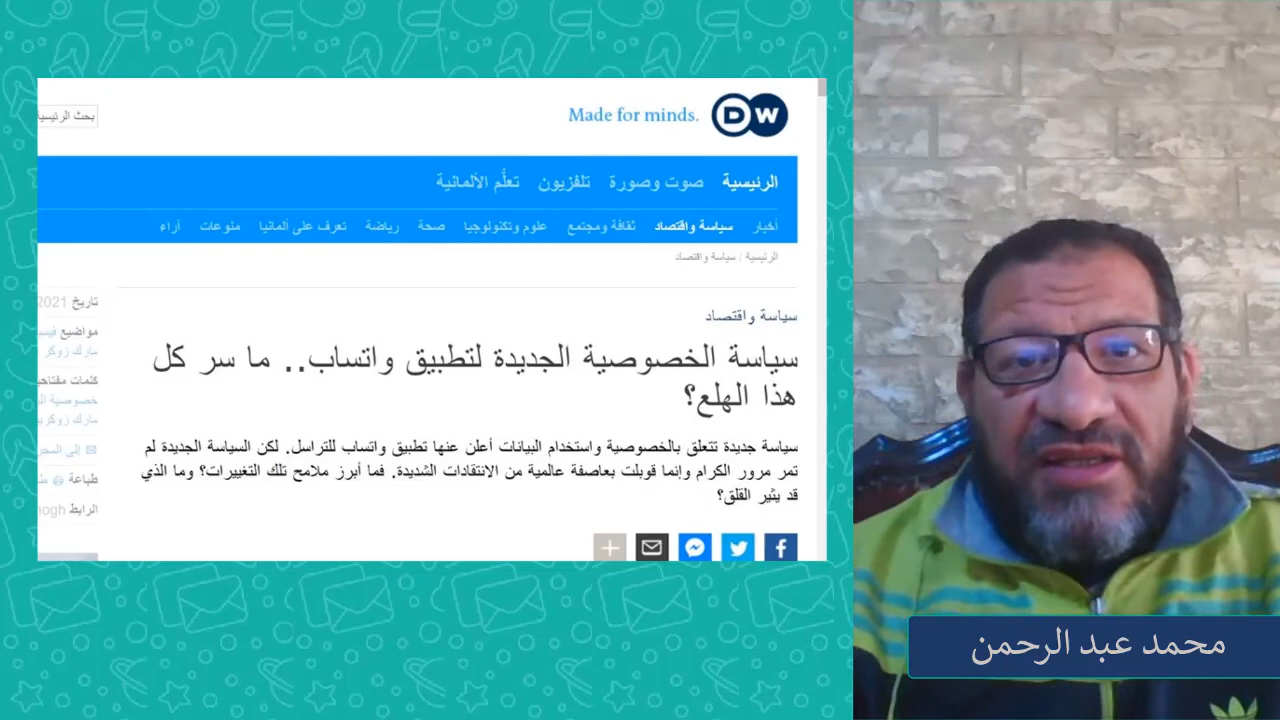 Made for minds. DW
بحث الرئيسية
الرئيسية صوت وصورة تلفزيون تعلُّم الألمانية
أخبار سياسة واقتصاد ثقافة ومجتمع علوم وتكنولوجيا صحة رياضة تعرف على ألمانيا منوعات آراء
الرئيسية / سياسة واقتصاد
سياسة واقتصاد
سياسة الخصوصية الجديدة لتطبيق واتساب.. ما سر كل
هذا الهلع؟
سياسة جديدة تتعلق بالخصوصية واستخدام البيانات أعلن عنها تطبيق واتساب للتراسل. لكن السياسة الجديدة لم
تمر مرور الكرام وإنما قوبلت بعاصفة عالمية من الانتقادات الشديدة. فما أبرز ملامح تلك التغييرات؟ وما الذي
قد يثير القلق؟
تاريخ 2021
مواضيع
مارك زوكر
كلمات مفتاحية
خصوصية
مارك زوكر
إلى
طباعة
الرابط
محمد عبد الرحمن